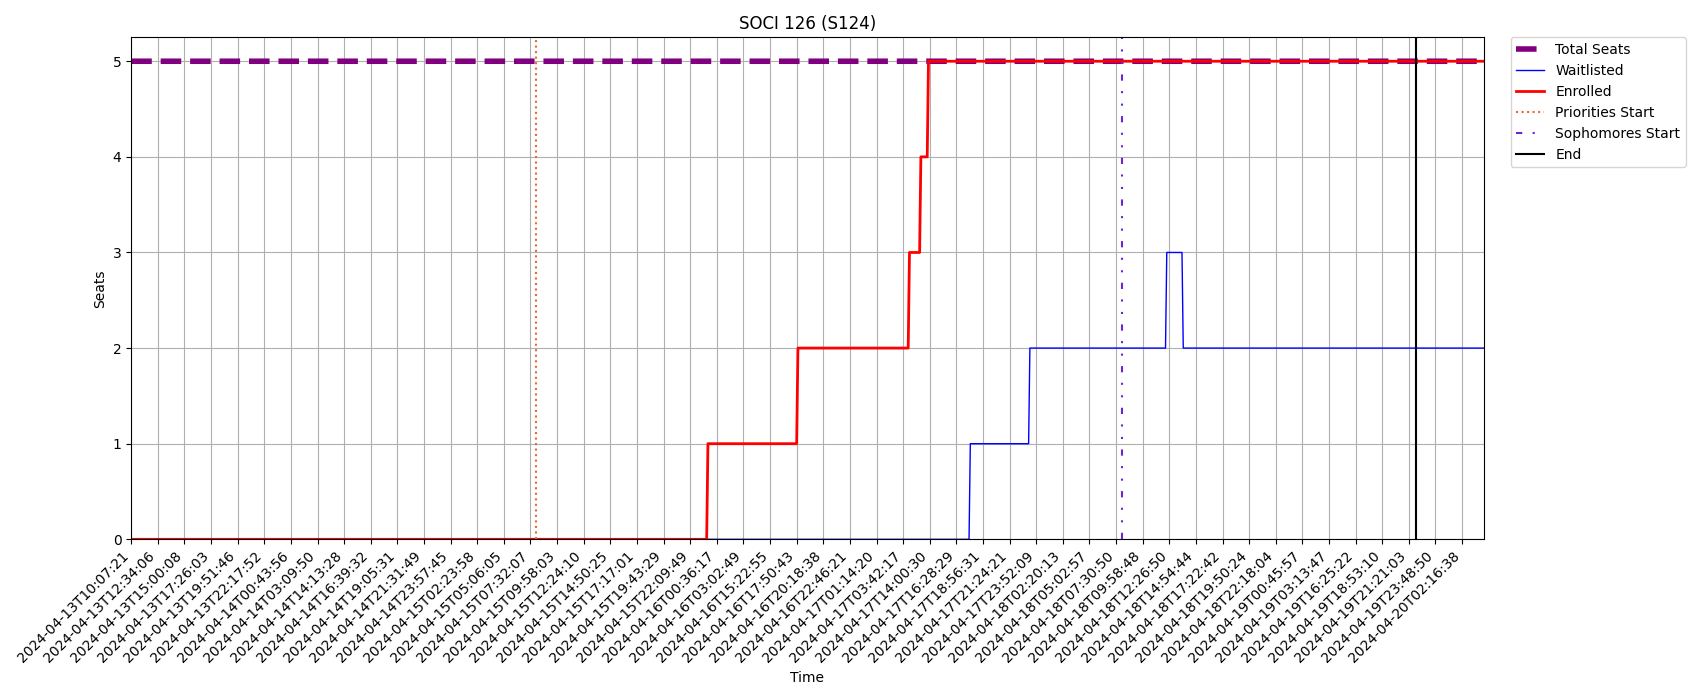 SOCI 126 (S124)
Total Seats
Waitlisted
Enrolled
Priorities Start
Sophomores Start
End
Seats
5
4
3
2
1
0
2024-04-13T10:07:21
2024-04-13T12:34:06
2024-04-13T15:00:08
2024-04-13T17:26:03
2024-04-13T19:51:46
2024-04-13T22:17:52
2024-04-14T00:43:56
2024-04-14T03:09:50
2024-04-14T14:13:28
2024-04-14T16:39:32
2024-04-14T19:05:31
2024-04-14T21:31:49
2024-04-14T23:57:45
2024-04-15T02:23:58
2024-04-15T05:06:05
2024-04-15T07:32:07
2024-04-15T09:58:03
2024-04-15T12:24:10
2024-04-15T14:50:25
2024-04-15T17:17:01
2024-04-15T19:43:29
2024-04-15T22:09:49
2024-04-16T00:36:17
2024-04-16T03:02:49
2024-04-16T15:22:55
2024-04-16T17:50:43
2024-04-16T20:18:38
2024-04-16T22:46:21
2024-04-17T01:14:20
2024-04-17T03:42:17
2024-04-17T14:00:30
2024-04-17T16:28:29
2024-04-17T18:56:31
2024-04-17T21:24:21
2024-04-17T23:52:09
2024-04-18T02:20:13
2024-04-18T05:02:57
2024-04-18T07:30:50
2024-04-18T09:58:48
2024-04-18T12:26:50
2024-04-18T14:54:44
2024-04-18T17:22:42
2024-04-18T19:50:24
2024-04-18T22:18:04
2024-04-19T00:45:57
2024-04-19T03:13:47
2024-04-19T16:25:22
2024-04-19T18:53:10
2024-04-19T21:21:03
2024-04-19T23:48:50
2024-04-20T02:16:38
Time